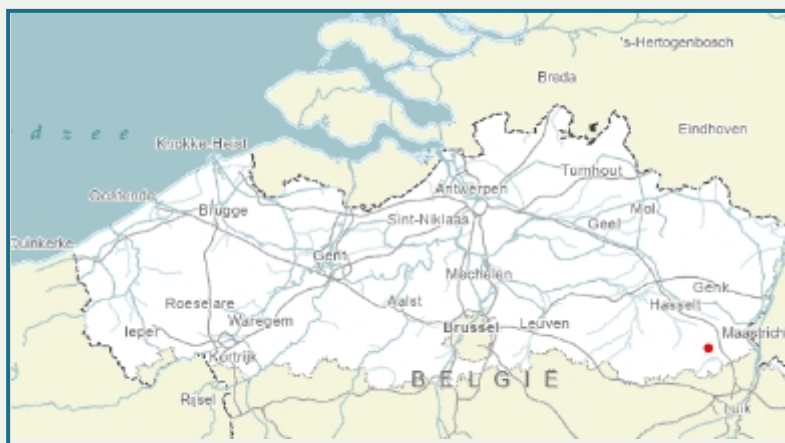 's-Hertogenbosch
Breda
d z e e
Eindhoven
Knokke-Heist
Turnhout
Antwerpen
Oostende
Mol
Brugge
Sint-Niklaas
Geel
Duinkerke
Gent
Mechelen
Genk
Roeselare
Aalst
Hasselt
Ieper
Waregem
Brussel
Leuven
Maastrich
Kortrijk
BELGIË
Rijsel
Luik